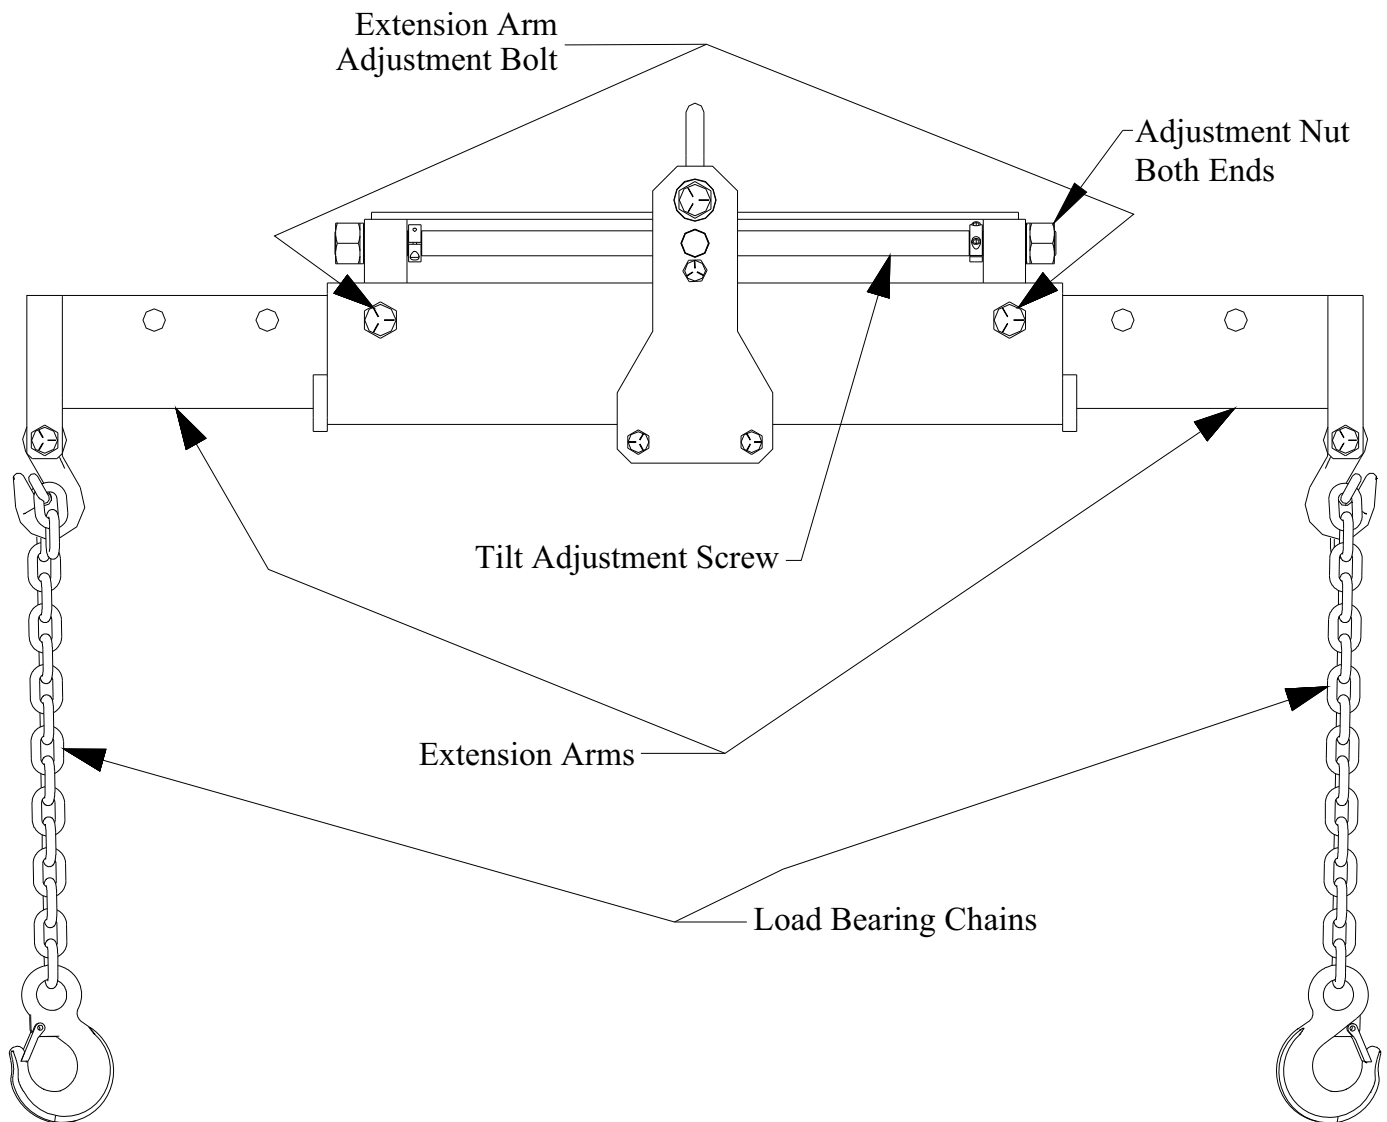 Extension Arm
Adjustment Bolt
Adjustment Nut
Both Ends
Tilt Adjustment Screw
Extension Arms
Load Bearing Chains